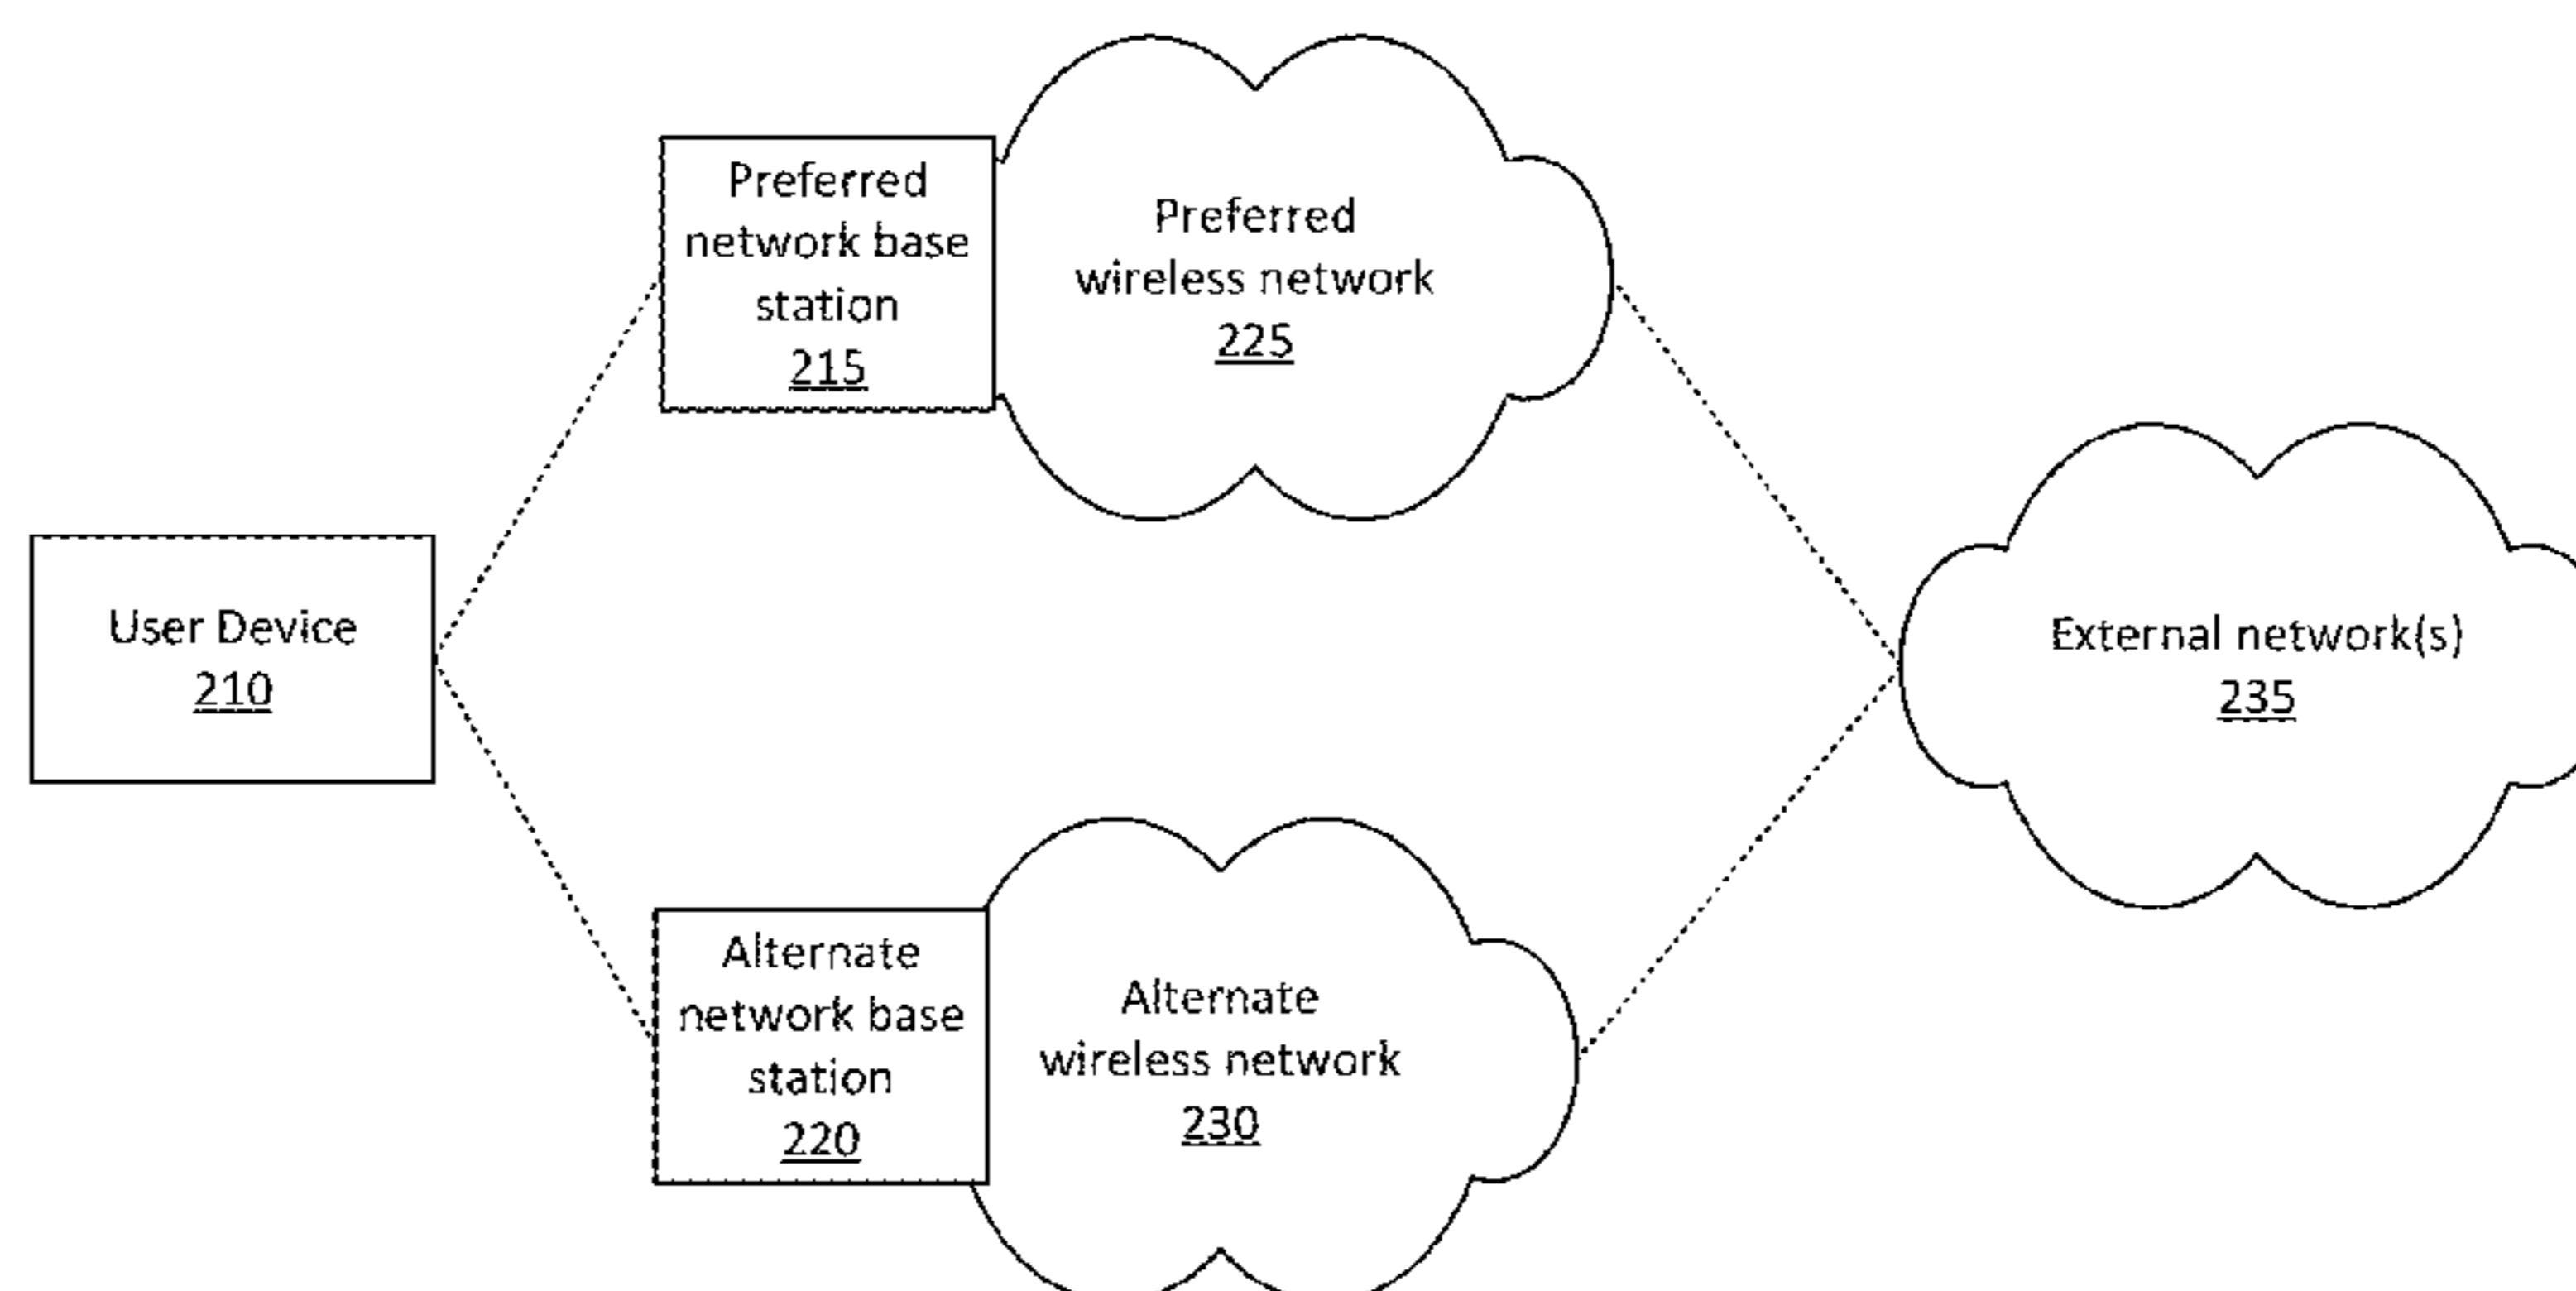 Preferred
network base
station
215
Preferred
wireless network
225
User Device
210
External network(s)
235
Alternate
network base
station
220
Alternate
wireless network
230